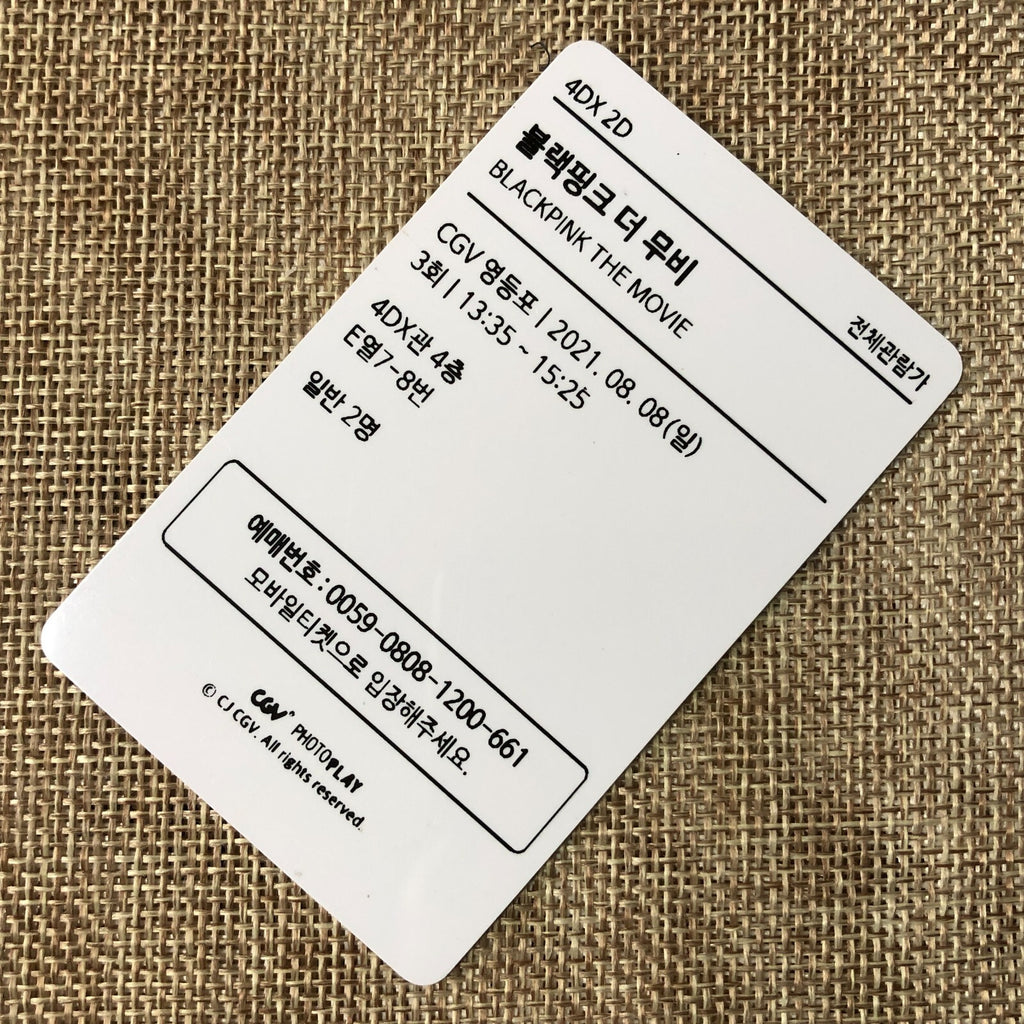 4DX 2D
전체관람가
블랙핑크 더 무비
BLACKPINK THE MOVIE
CGV 영등포 | 2021. 08. 08(일)
3회 | 13:35 ~ 15:25
4DX관 4층
E열7-8번
일반 2명
예매번호 : 0059-0808-1200-661
모바일티켓으로 입장해주세요.
CGV PHOTOPLAY
© CJ CGV. All rights reserved.